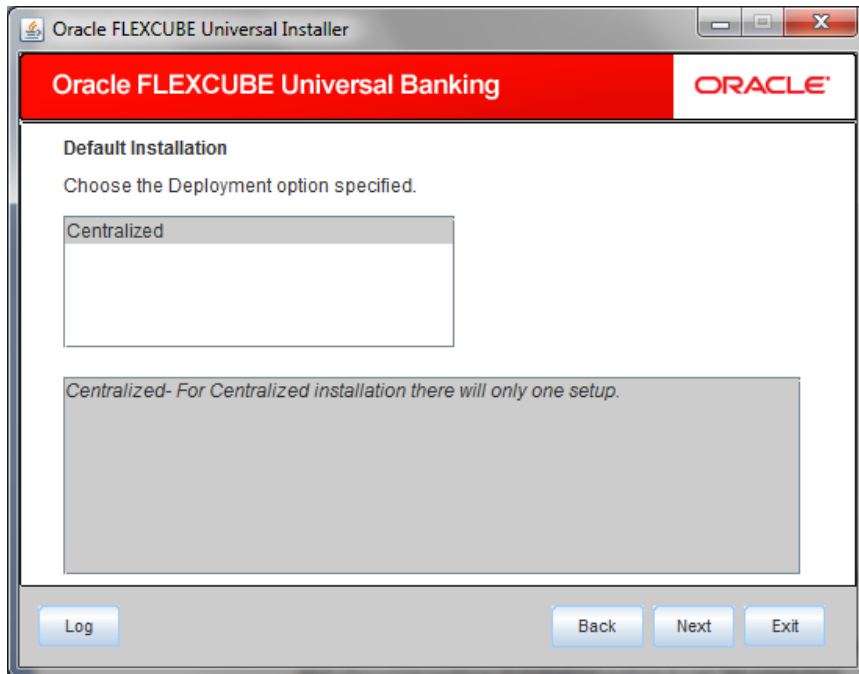 Oracle FLEXCUBE Universal Installer
Oracle FLEXCUBE Universal Banking
ORACLE
Default Installation
Choose the Deployment option specified.
Centralized
Centralized- For Centralized installation there will only one setup.
Log
Back
Next
Exit